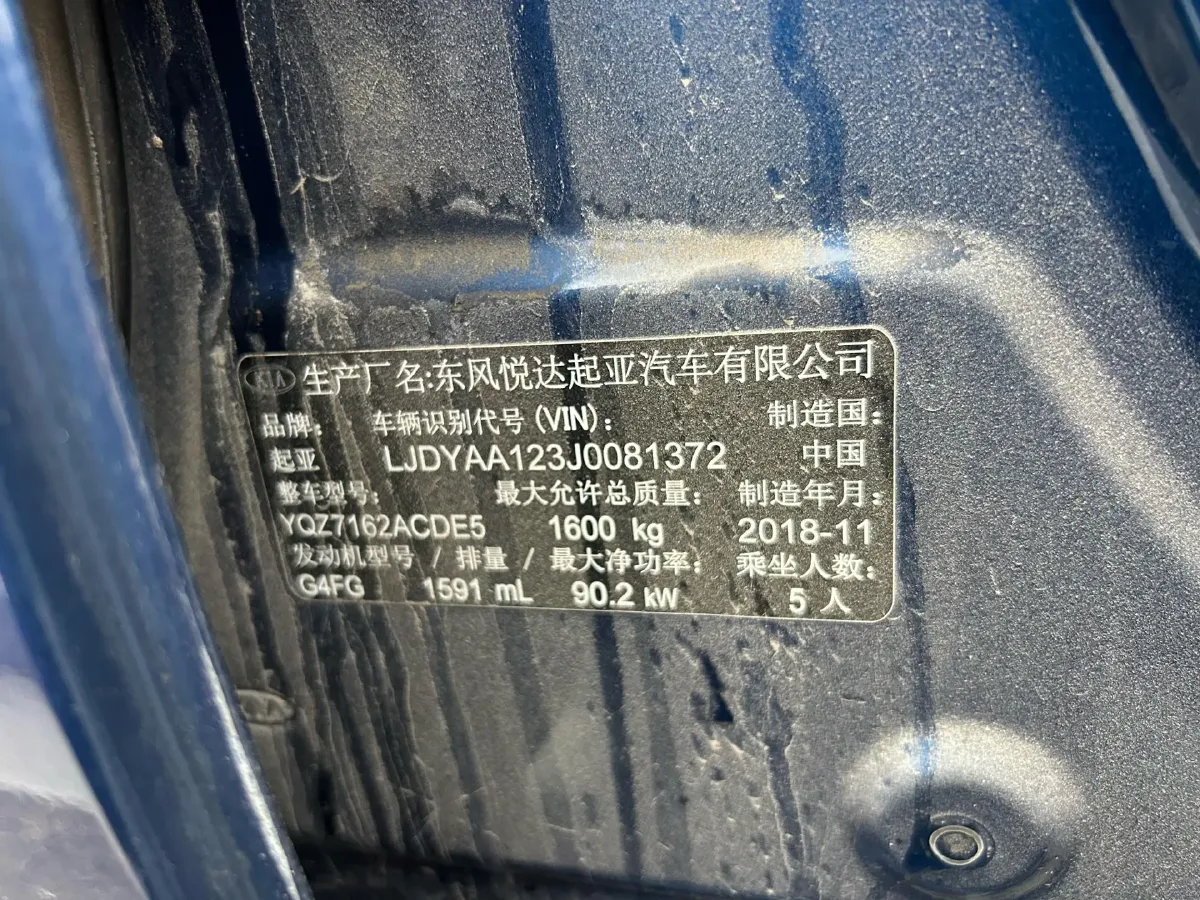 KIA 生产厂名:东风悦达起亚汽车有限公司
品牌: 车辆识别代号(VIN): 制造国:
起亚 LJDYAA123J0081372 中国
整车型号: 最大允许总质量: 制造年月:
YQZ7162ACDE5 1600 kg 2018-11
发动机型号 / 排量 / 最大净功率: 乘坐人数:
G4FG 1591 mL 90.2 kW 5 人